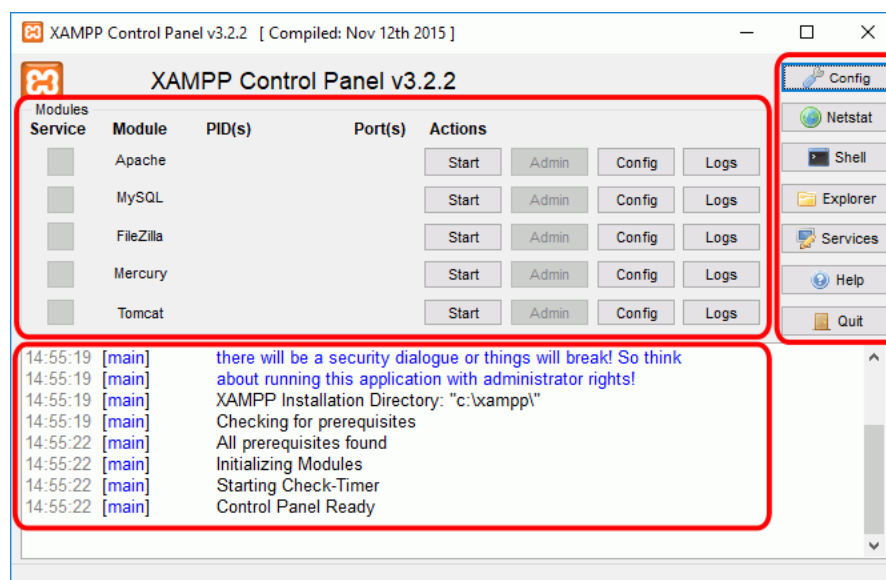 XAMPP Control Panel v3.2.2 [ Compiled: Nov 12th 2015 ]
XAMPP Control Panel v3.2.2
Modules
Service Module PID(s) Port(s) Actions
Apache Start Admin Config Logs
MySQL Start Admin Config Logs
FileZilla Start Admin Config Logs
Mercury Start Admin Config Logs
Tomcat Start Admin Config Logs
Config
Netstat
Shell
Explorer
Services
Help
Quit
14:55:19 [main] there will be a security dialogue or things will break! So think
14:55:19 [main] about running this application with administrator rights!
14:55:19 [main] XAMPP Installation Directory: "c:\xampp\"
14:55:19 [main] Checking for prerequisites
14:55:22 [main] All prerequisites found
14:55:22 [main] Initializing Modules
14:55:22 [main] Starting Check-Timer
14:55:22 [main] Control Panel Ready